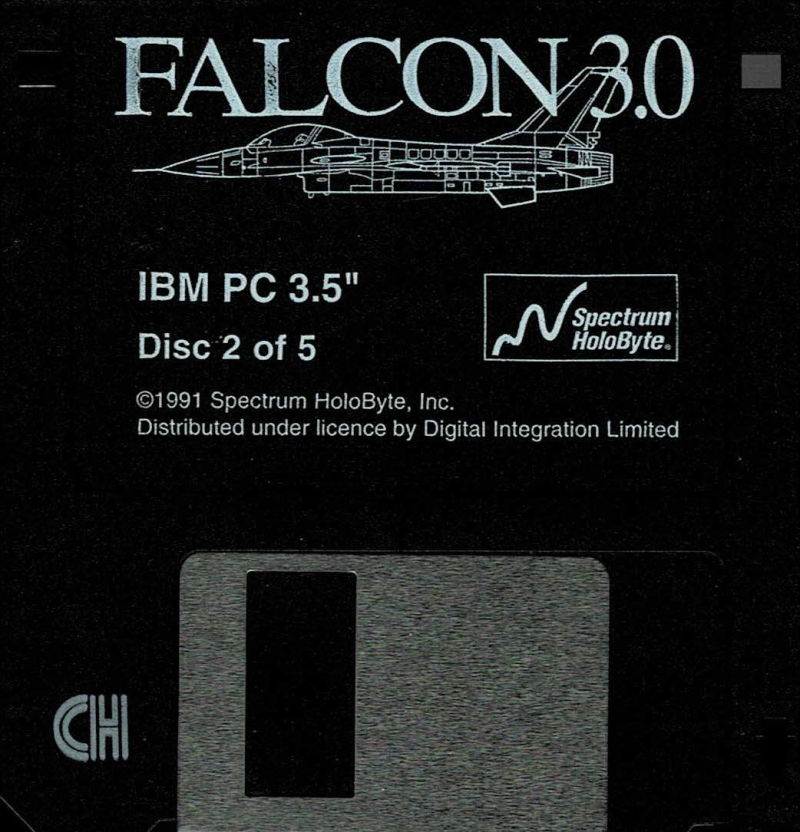 FALCON 3.0
IBM PC 3.5"
Disc 2 of 5
Spectrum
HoloByte®
©1991 Spectrum HoloByte, Inc.
Distributed under licence by Digital Integration Limited
CH